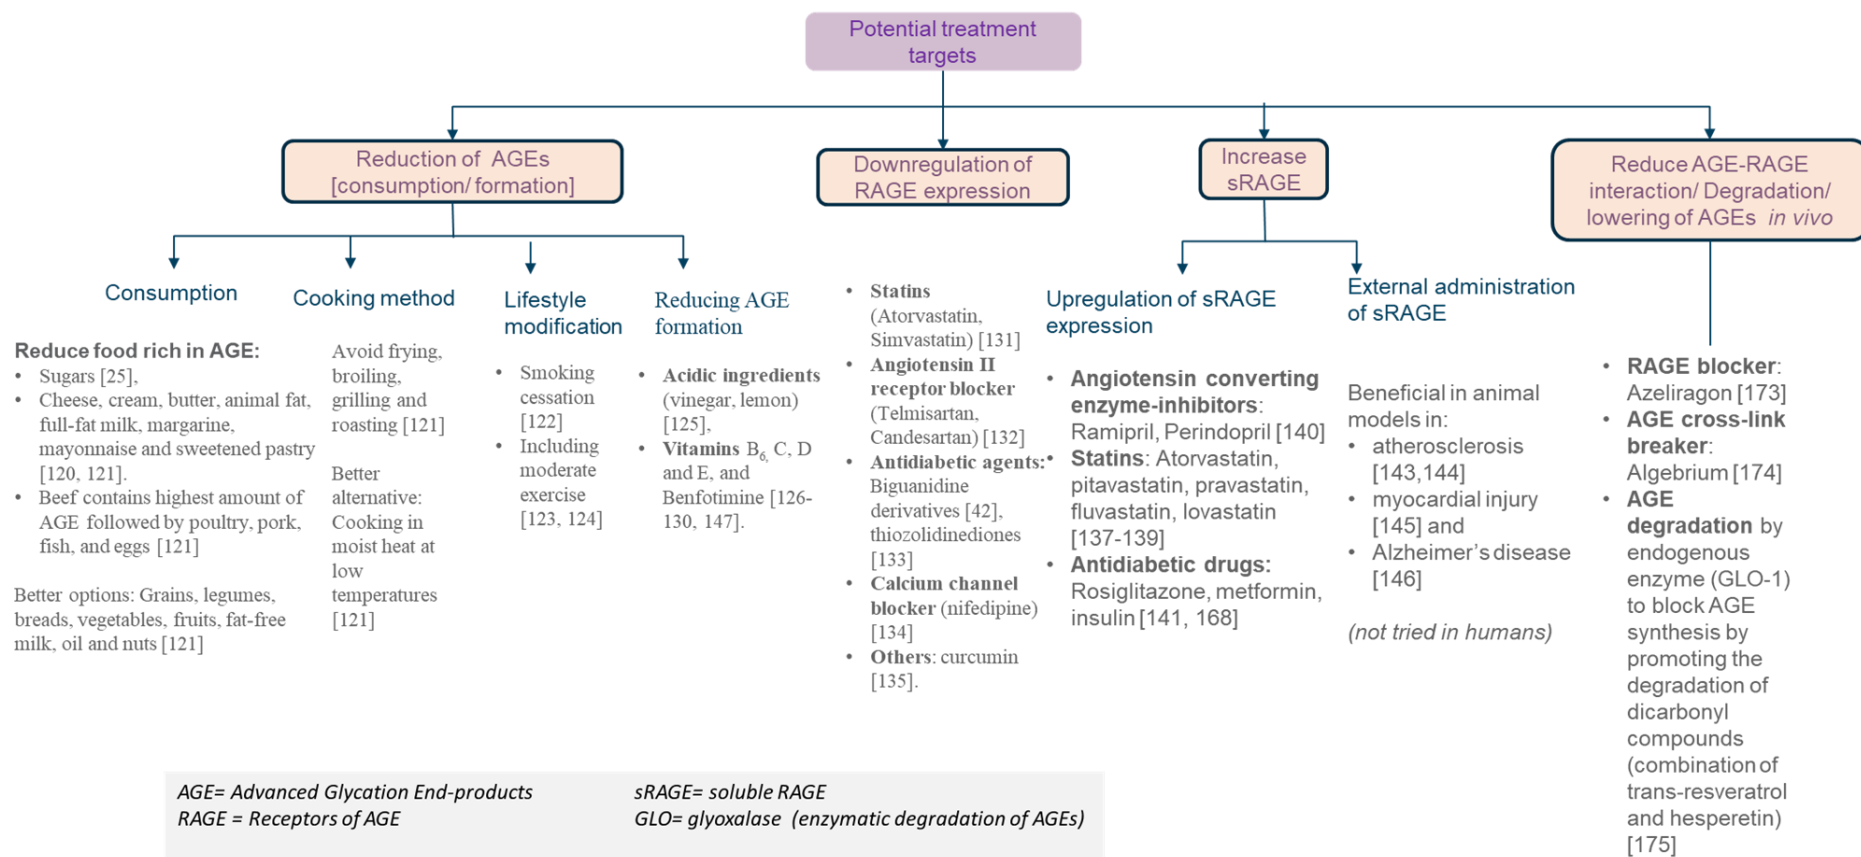 Potential treatment
targets
Reduction of AGEs
[consumption/ formation]
Downregulation of
RAGE expression
Increase
sRAGE
Reduce AGE-RAGE
interaction/ Degradation/
lowering of AGEs in vivo
Consumption
Reduce food rich in AGE:
• Sugars [25],
• Cheese, cream, butter, animal fat,
full-fat milk, margarine,
mayonnaise and sweetened pastry
[120, 121].
• Beef contains highest amount of
AGE followed by poultry, pork,
fish, and eggs [121]
Better options: Grains, legumes,
breads, vegetables, fruits, fat-free
milk, oil and nuts [121]
Cooking method
Avoid frying,
broiling,
grilling and
roasting [121]
Better
alternative:
Cooking in
moist heat at
low
temperatures
[121]
Lifestyle
modification
• Smoking
cessation
[122]
• Including
moderate
exercise
[123, 124]
Reducing AGE
formation
• Acidic ingredients
(vinegar, lemon)
[125],
• Vitamins B6, C, D
and E, and
Benfotimine [126-
130, 147].
• Statins
(Atorvastatin,
Simvastatin) [131]
• Angiotensin II
receptor blocker
(Telmisartan,
Candesartan) [132]
• Antidiabetic agents:
Biguanidine
derivatives [42],
thiozolidinediones
[133]
• Calcium channel
blocker (nifedipine)
[134]
• Others: curcumin
[135].
Upregulation of sRAGE
expression
• Angiotensin converting
enzyme-inhibitors:
Ramipril, Perindopril [140]
• Statins: Atorvastatin,
pitavastatin, pravastatin,
fluvastatin, lovastatin
[137-139]
• Antidiabetic drugs:
Rosiglitazone, metformin,
insulin [141, 168]
External administration
of sRAGE
Beneficial in animal
models in:
• atherosclerosis
[143,144]
• myocardial injury
[145] and
• Alzheimer's disease
[146]
(not tried in humans)
• RAGE blocker:
Azeliragon [173]
• AGE cross-link
breaker:
Algebrium [174]
• AGE
degradation by
endogenous
enzyme (GLO-1)
to block AGE
synthesis by
promoting the
degradation of
dicarbonyl
compounds
(combination of
trans-resveratrol
and hesperetin)
[175]
AGE= Advanced Glycation End-products
RAGE = Receptors of AGE
sRAGE= soluble RAGE
GLO= glyoxalase (enzymatic degradation of AGEs)